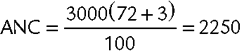 ANC = 3000(72 + 3) / 100 = 2250